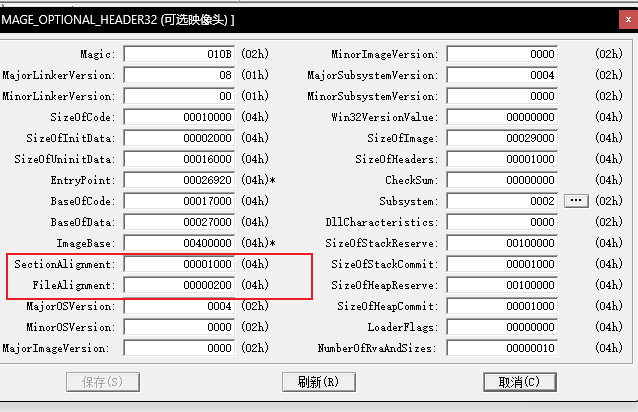 MAGE_OPTIONAL_HEADER32 (可选映像头) ]
Magic: 010B (02h)
MajorLinkerVersion: 08 (01h)
MinorLinkerVersion: 00 (01h)
SizeOfCode: 00010000 (04h)
SizeOfInitData: 00002000 (04h)
SizeOfUninitData: 00016000 (04h)
EntryPoint: 00026920 (04h)*
BaseOfCode: 00017000 (04h)
BaseOfData: 00027000 (04h)
ImageBase: 00400000 (04h)*
SectionAlignment: 00001000 (04h)
FileAlignment: 00000200 (04h)
MajorOSVersion: 0004 (02h)
MinorOSVersion: 0000 (02h)
MajorImageVersion: 0000 (02h)
MinorImageVersion: 0000 (02h)
MajorSubsystemVersion: 0004 (02h)
MinorSubsystemVersion: 0000 (02h)
Win32VersionValue: 00000000 (04h)
SizeOfImage: 00029000 (04h)
SizeOfHeaders: 00001000 (04h)
CheckSum: 00000000 (04h)
Subsystem: 0002 ... (02h)
DllCharacteristics: 0000 (02h)
SizeOfStackReserve: 00100000 (04h)
SizeOfStackCommit: 00001000 (04h)
SizeOfHeapReserve: 00100000 (04h)
SizeOfHeapCommit: 00001000 (04h)
LoaderFlags: 00000000 (04h)
NumberOfRvaAndSizes: 00000010 (04h)
保存(S) 刷新(R) 取消(C)